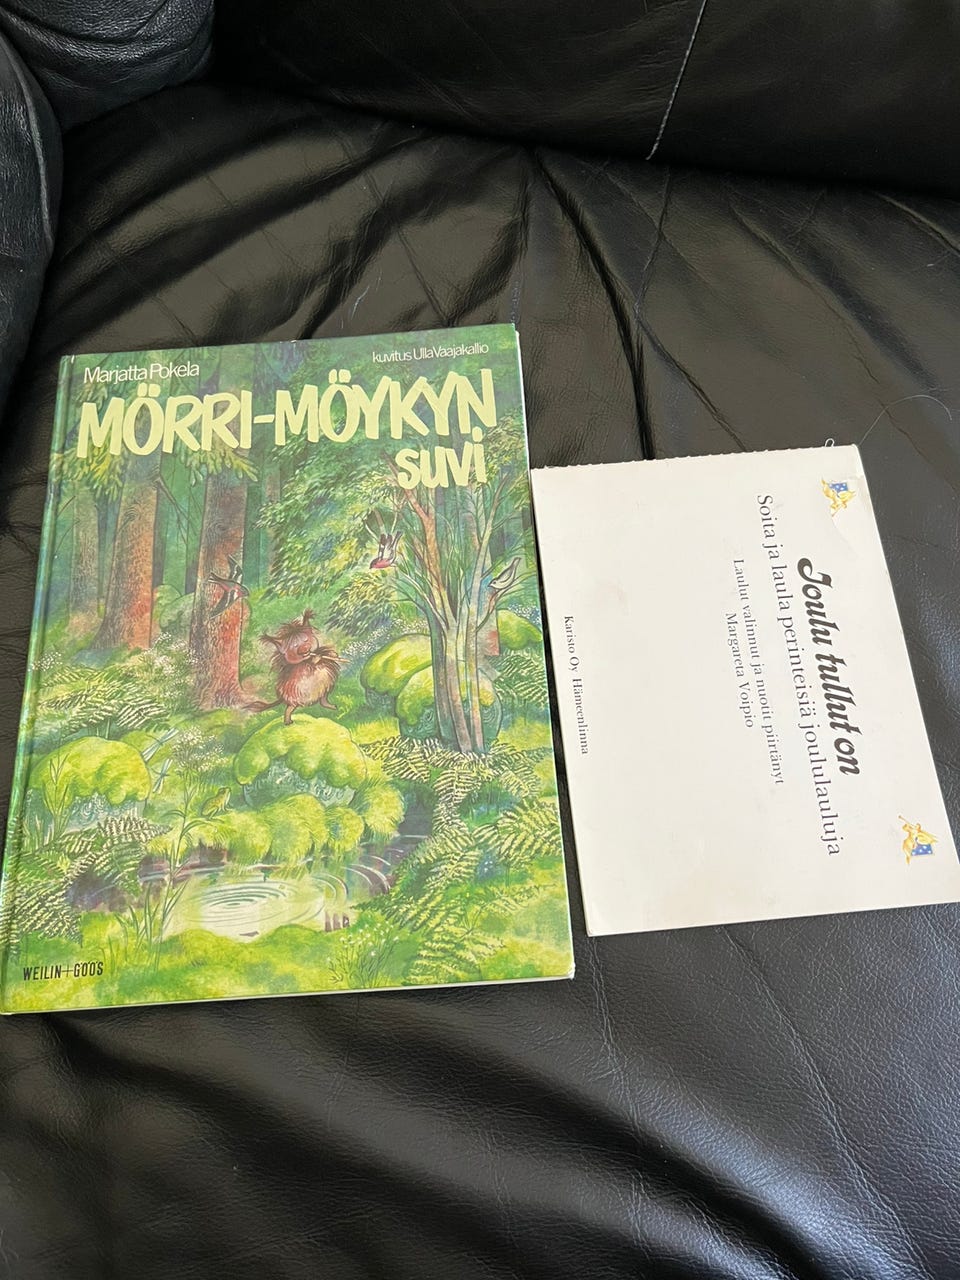 Marjatta Pokela
kuvitus Ulla Vaajakallio
MÖRRI-MÖYKYN
suvi
WEILIN+GÖÖS
Joulu tullut on
Soita ja laula perinteisiä joululauluja
Laulut valinnut ja nuotit piirtänyt
Margareta Voipio
Karisto Oy Hämeenlinna